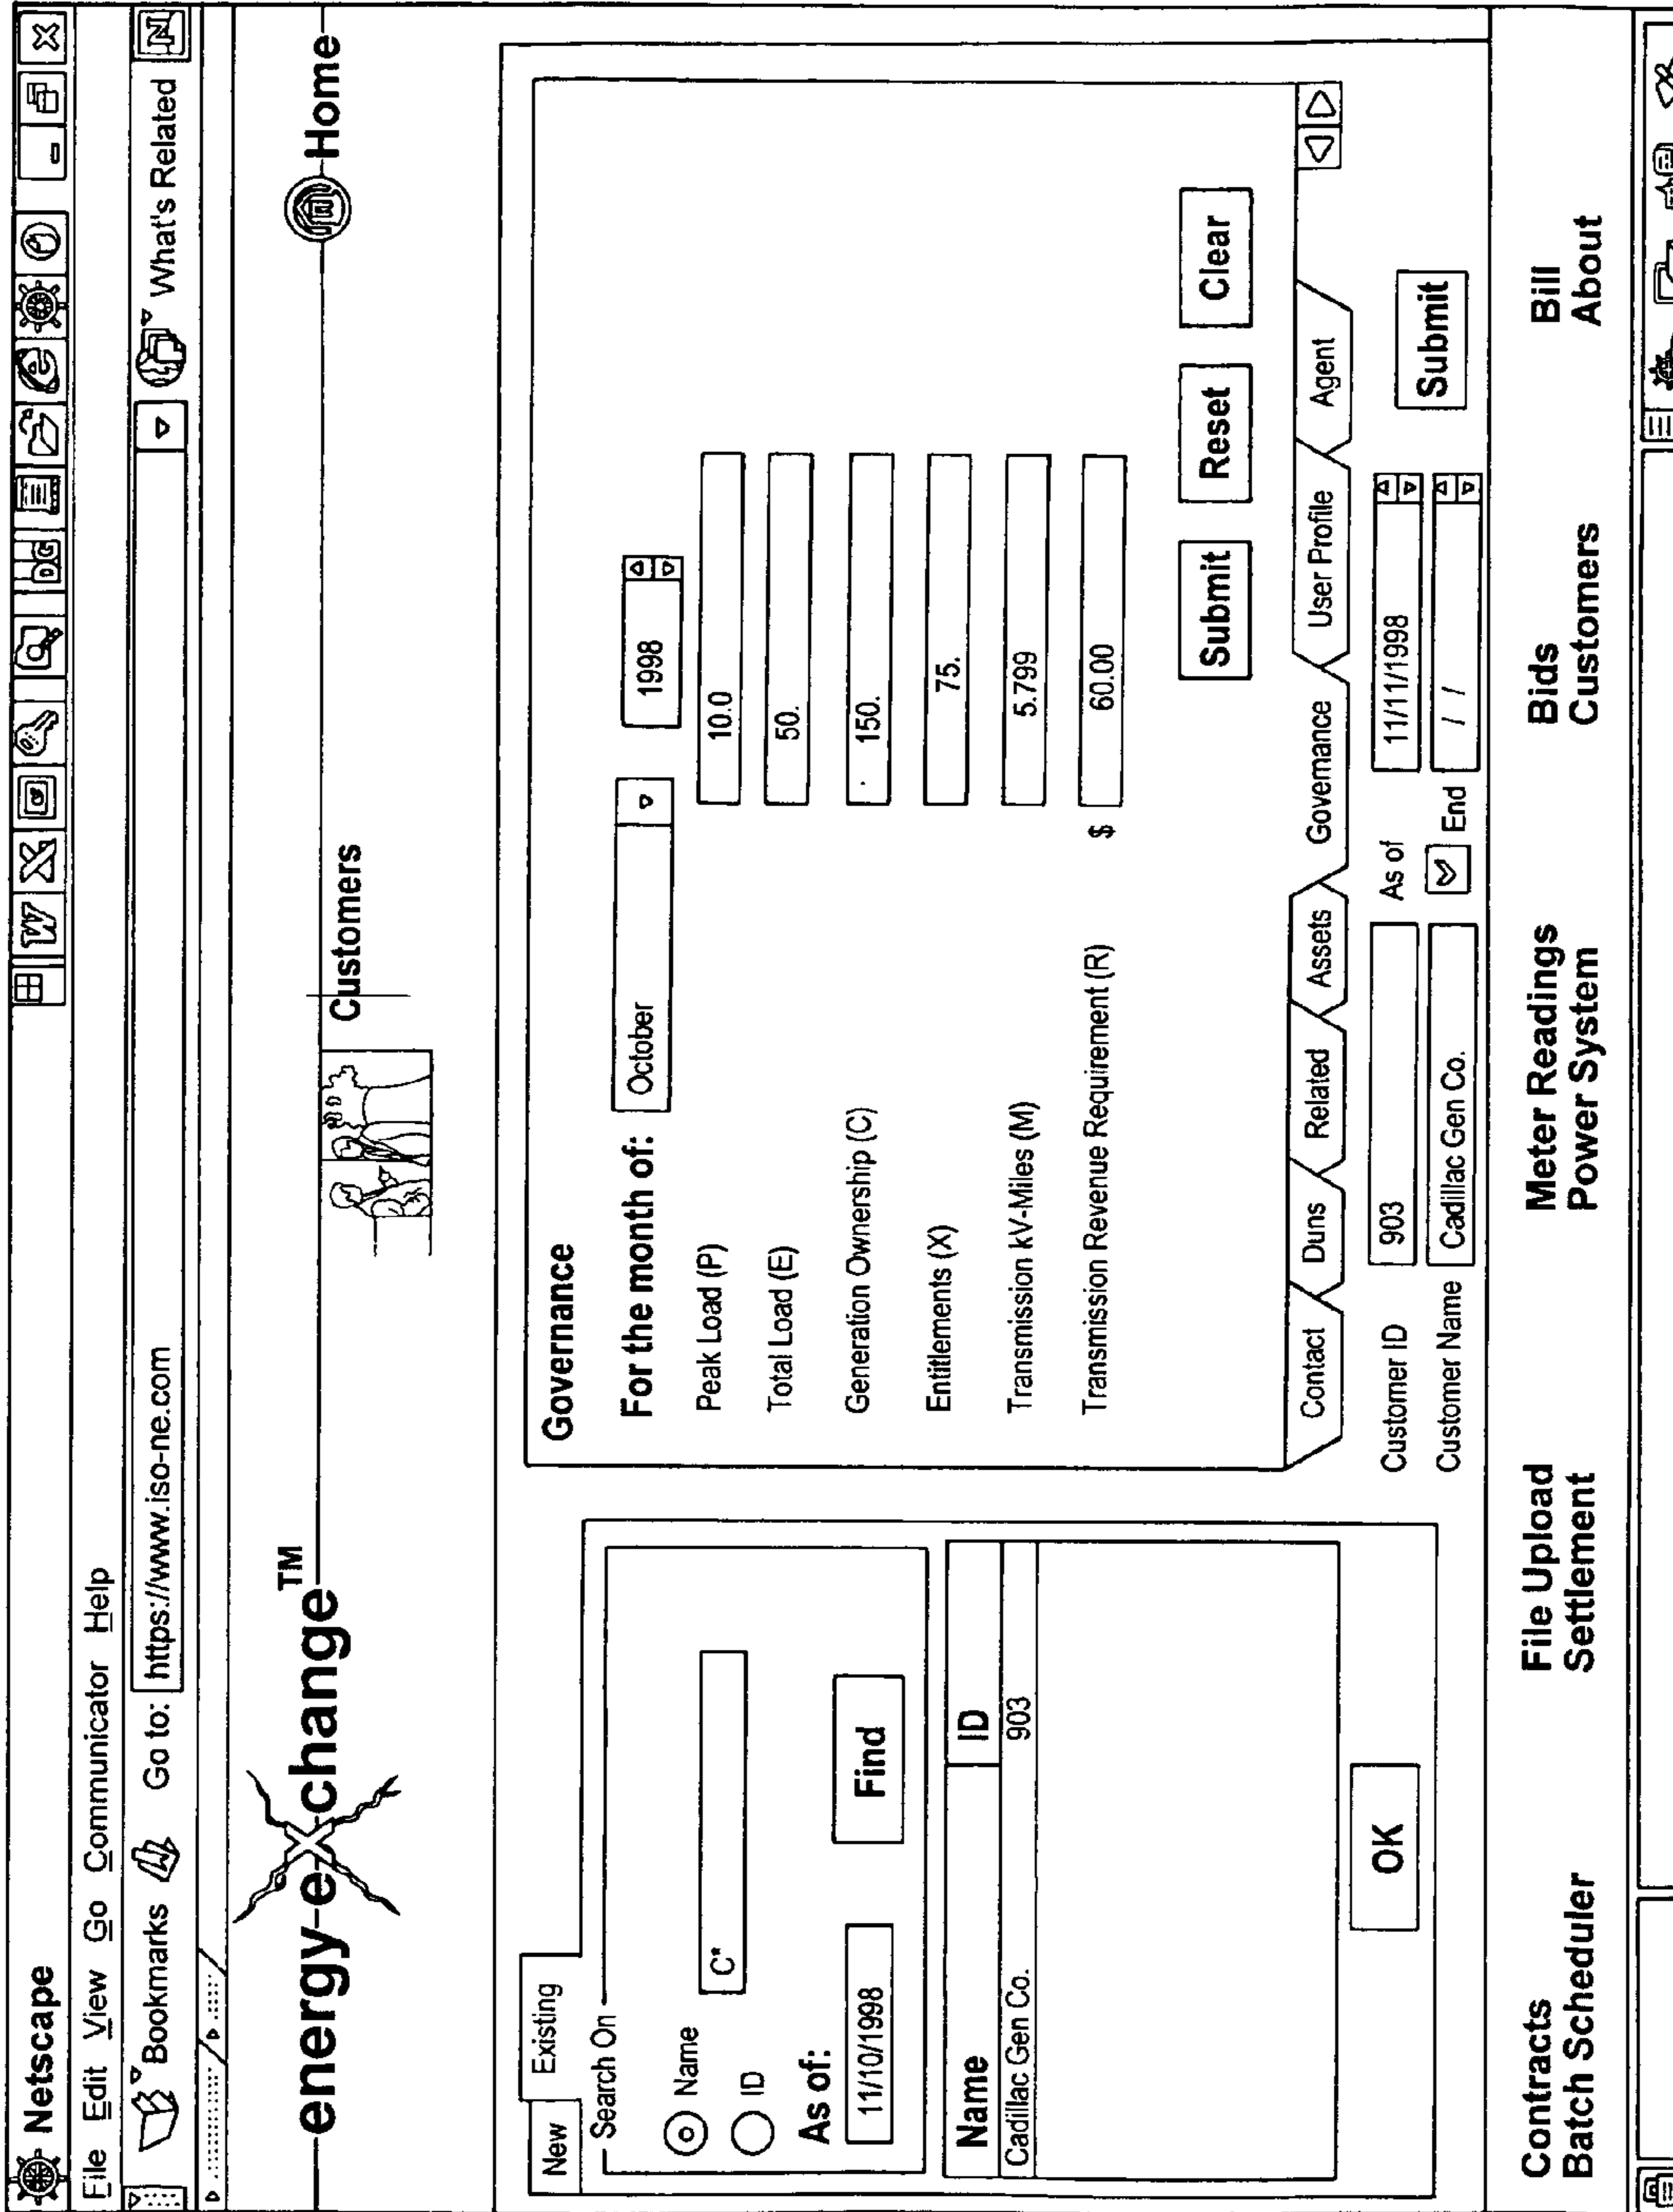 Netscape
File Edit View Go Communicator Help
Bookmarks Go to: https://www.iso-ne.com What's Related
energy-eXchange™ Home
Customers
New Existing
Search On
Name C*
ID
As of:
11/10/1998 Find
Name ID
Cadillac Gen Co. 903
OK
Governance
For the month of: October 1998
Peak Load (P) 10.0
Total Load (E) 50.
Generation Ownership (C) 150.
Entitlements (X) 75.
Transmission kV-Miles (M) 5.799
Transmission Revenue Requirement (R) $ 60.00
Submit Reset Clear
Contact Duns Related Assets Governance User Profile Agent
Customer ID 903 As of 11/11/1998 Submit
Customer Name Cadillac Gen Co. End / /
Contracts File Upload Meter Readings Bids Bill
Batch Scheduler Settlement Power System Customers About